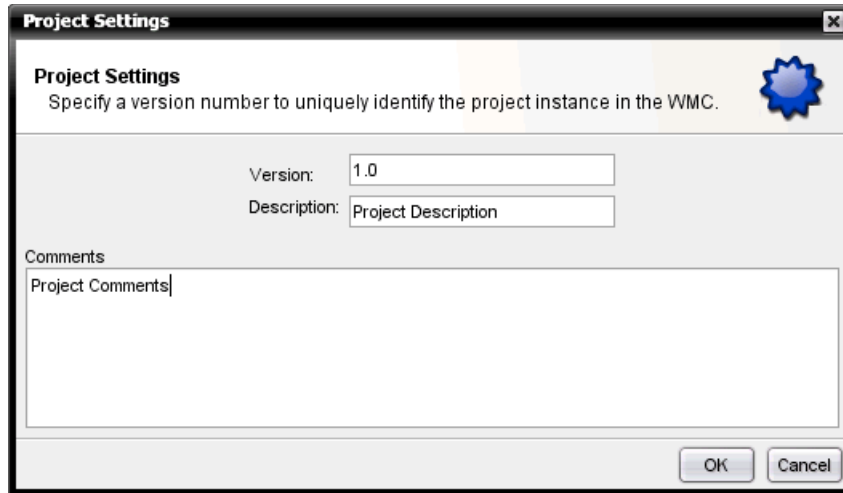 Project Settings
Project Settings
Specify a version number to uniquely identify the project instance in the WMC.
Version: 1.0
Description: Project Description
Comments
Project Comments
OK Cancel